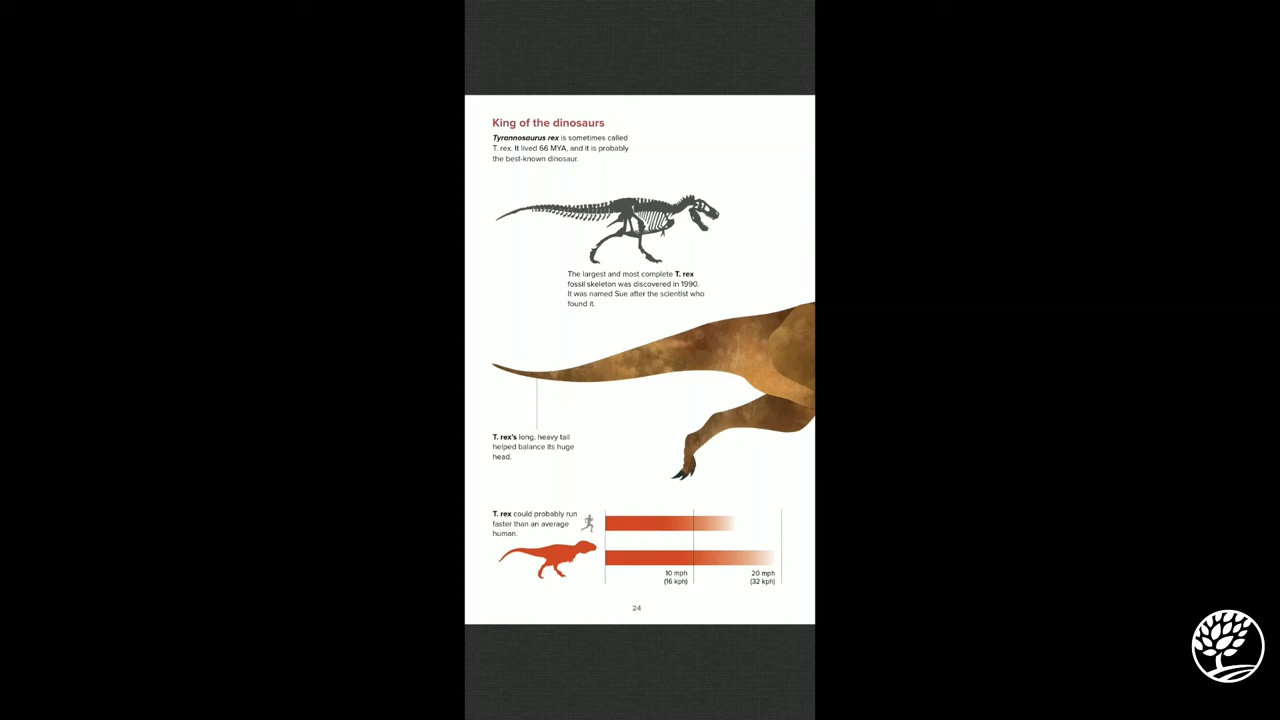 King of the dinosaurs
Tyrannosaurus rex is sometimes called
T. rex. It lived 66 MYA, and it is probably
the best-known dinosaur.
The largest and most complete T. rex
fossil skeleton was discovered in 1990.
It was named Sue after the scientist who
found it.
T. rex's long, heavy tail
helped balance its huge
head.
T. rex could probably run
faster than an average
human.
10 mph
(16 kph)
20 mph
(32 kph)
24